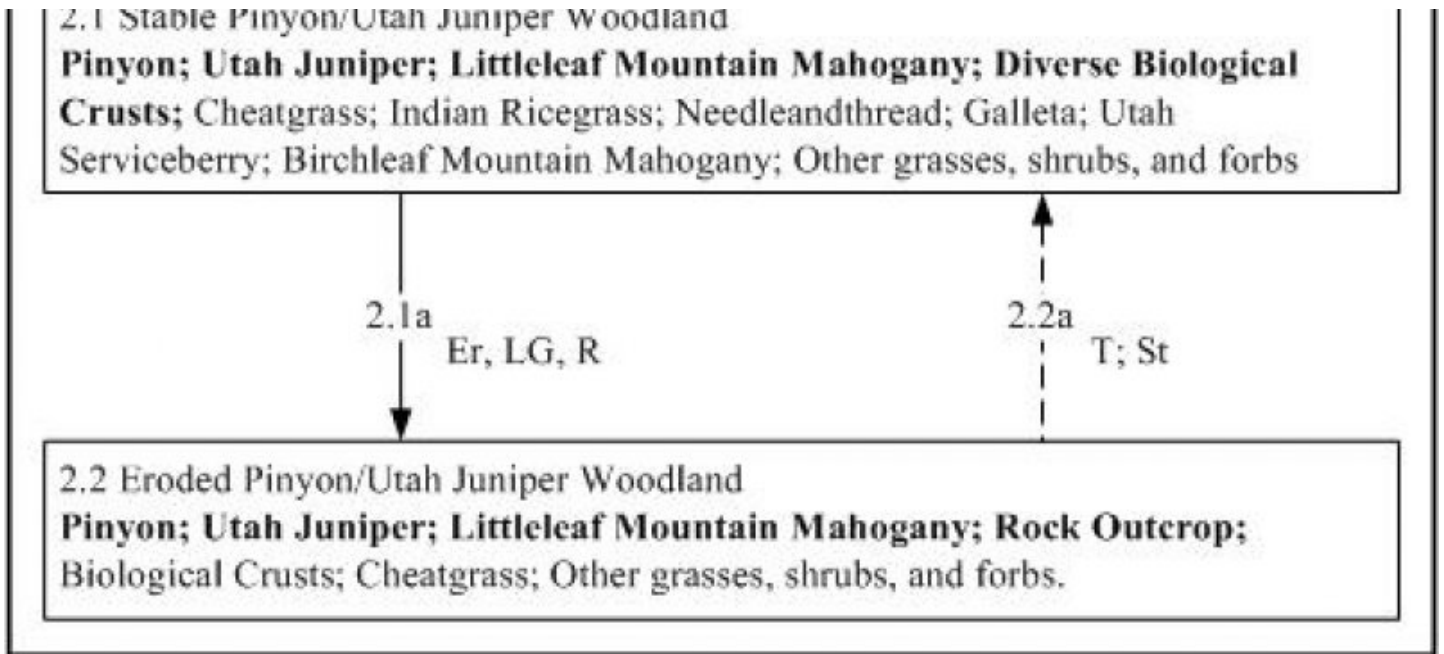 2.1 Stable Pinyon/Utah Juniper Woodland
Pinyon; Utah Juniper; Littleleaf Mountain Mahogany; Diverse Biological
Crusts; Cheatgrass; Indian Ricegrass; Needleandthread; Galleta; Utah
Serviceberry; Birchleaf Mountain Mahogany; Other grasses, shrubs, and forbs
2.1a
Er, LG, R
2.2a
T; St
2.2 Eroded Pinyon/Utah Juniper Woodland
Pinyon; Utah Juniper; Littleleaf Mountain Mahogany; Rock Outcrop;
Biological Crusts; Cheatgrass; Other grasses, shrubs, and forbs.